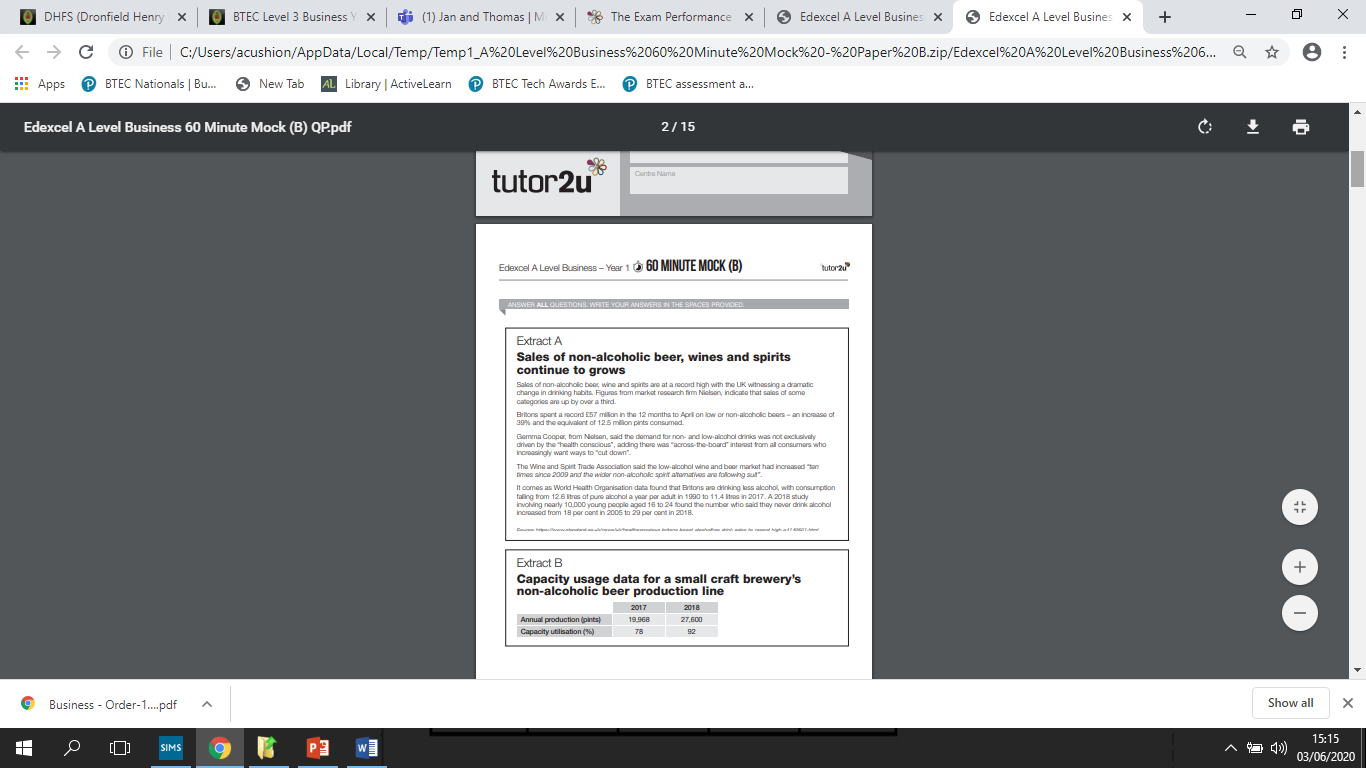 DHFS (Dronfield Henry
BTEC Level 3 Business Y
(1) Jan and Thomas | M
The Exam Performance
Edexcel A Level Busines
Edexcel A Level Busines
File
C:/Users/acushion/AppData/Local/Temp/Temp1_A%20Level%20Business%2060%20Minute%20Mock%20-%20Paper%20B.zip/Edexcel%20A%20Level%20Business%206...
Apps
BTEC Nationals | Bu...
New Tab
AL Library | ActiveLearn
BTEC Tech Awards E...
BTEC assessment a...
Edexcel A Level Business 60 Minute Mock (B) QP.pdf
2 / 15
tutor2u
Centre Name
Edexcel A Level Business – Year 1 60 MINUTE MOCK (B)
tutor2u
ANSWER ALL QUESTIONS. WRITE YOUR ANSWERS IN THE SPACES PROVIDED.
Extract A
Sales of non-alcoholic beer, wines and spirits
continue to grows
Sales of non-alcoholic beer, wine and spirits are at a record high with the UK witnessing a dramatic
change in drinking habits. Figures from market research firm Nielsen, indicate that sales of some
categories are up by over a third.
Britons spent a record £57 million in the 12 months to April on low or non-alcoholic beers – an increase of
39% and the equivalent of 12.5 million pints consumed.
Gemma Cooper, from Nielsen, said the demand for non- and low-alcohol drinks was not exclusively
driven by the "health conscious", adding there was "across-the-board" interest from all consumers who
increasingly want ways to "cut down".
The Wine and Spirit Trade Association said the low-alcohol wine and beer market had increased "ten
times since 2009 and the wider non-alcoholic spirit alternatives are following suit".
It comes as World Health Organisation data found that Britons are drinking less alcohol, with consumption
falling from 12.6 litres of pure alcohol a year per adult in 1990 to 11.4 litres in 2017. A 2018 study
involving nearly 10,000 young people aged 16 to 24 found the number who said they never drink alcohol
increased from 18 per cent in 2005 to 29 per cent in 2018.
Extract B
Capacity usage data for a small craft brewery's
non-alcoholic beer production line
2017 2018
Annual production (pints) 19,968 27,600
Capacity utilisation (%) 78 92
Business - Order-1....pdf
Show all
SIMS
15:15
03/06/2020